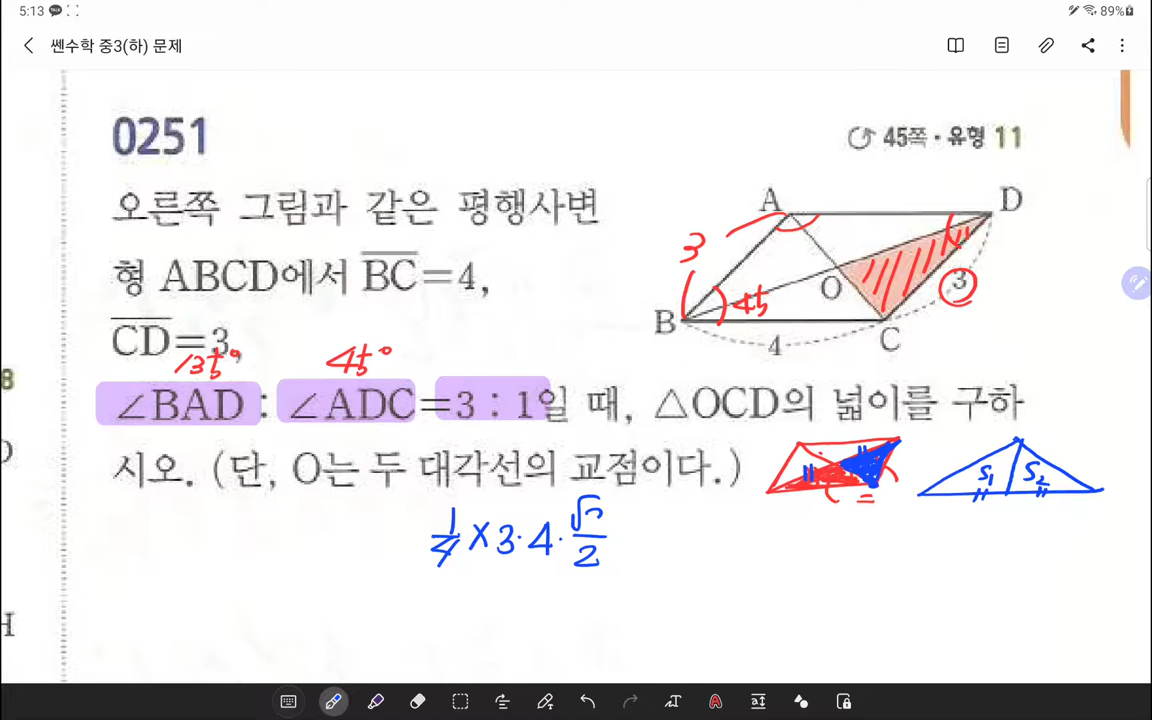 5:13 89%
쎈수학 중3(하) 문제
0251
45쪽·유형 11
오른쪽 그림과 같은 평행사변
형 ABCD에서 BC=4,
CD=3,
135° 45°
∠BAD : ∠ADC=3 : 1일 때, △OCD의 넓이를 구하
시오. (단, O는 두 대각선의 교점이다.)
A D
3
O 3
45
B C
4
S1 S2
1/4 × 3·4·√2/2
8